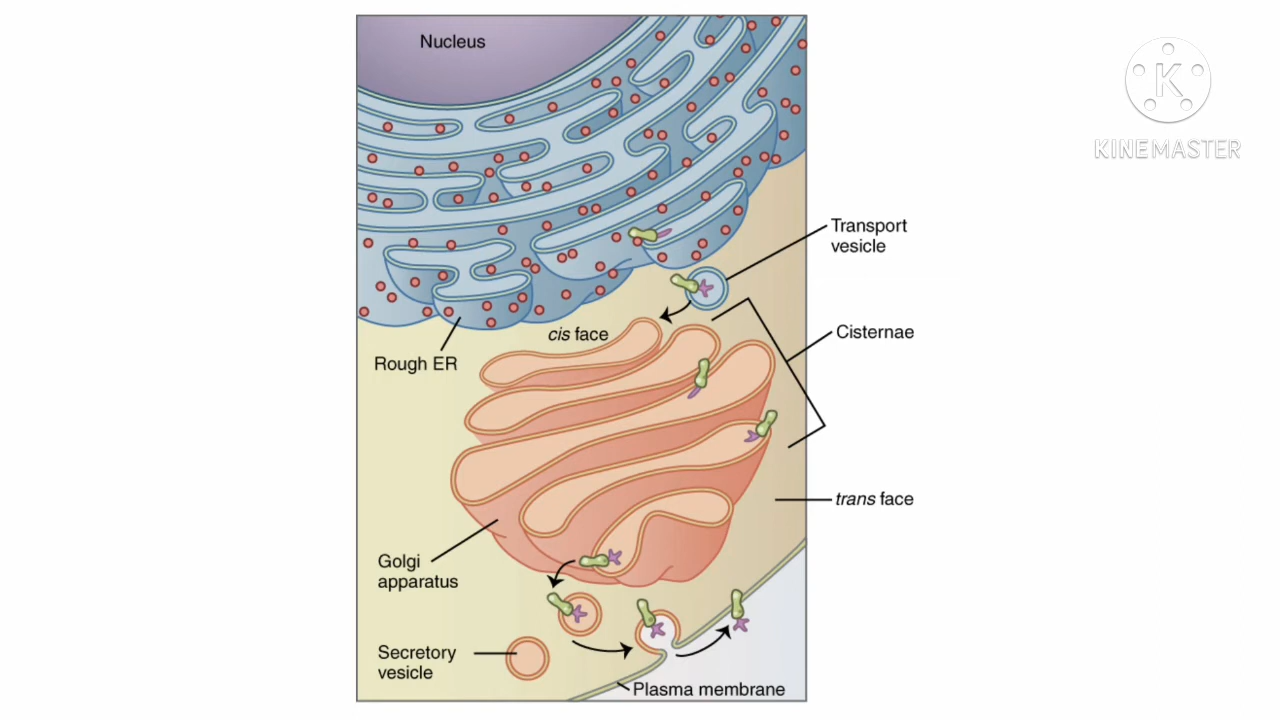 Nucleus
K
KINEMASTER
Transport
vesicle
cis face
Cisternae
Rough ER
trans face
Golgi
apparatus
Secretory
vesicle
Plasma membrane